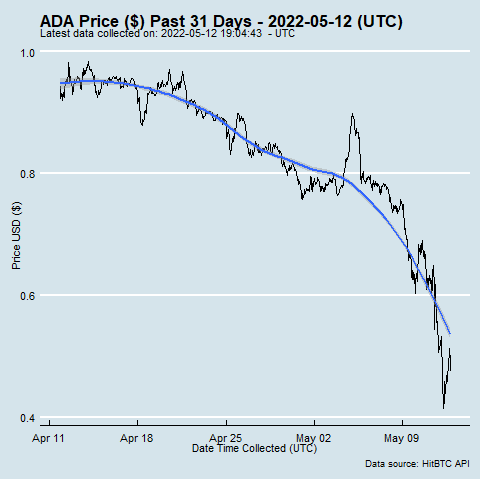 ADA Price ($) Past 31 Days - 2022-05-12 (UTC)
Latest data collected on: 2022-05-12 19:04:43 - UTC
1.0
0.8
0.6
0.4
Price USD ($)
Apr 11 Apr 18 Apr 25 May 02 May 09
Date Time Collected (UTC)
Data source: HitBTC API